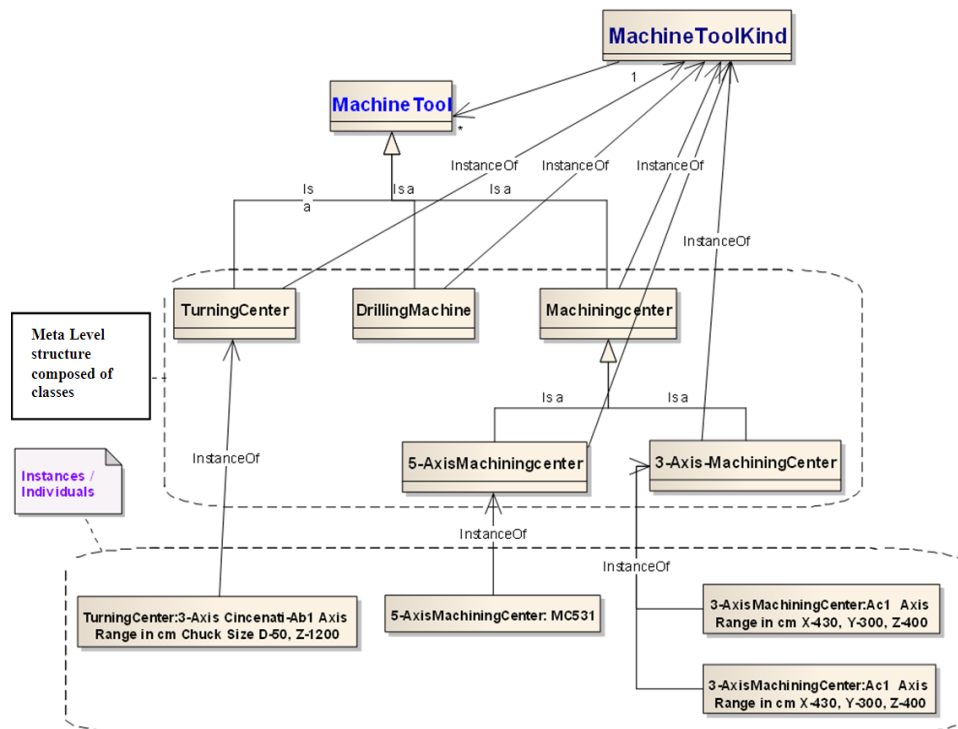 MachineToolKind
1
MachineTool
*
InstanceOf
InstanceOf
InstanceOf
Is
a
Is a
Is a
InstanceOf
TurningCenter
DrillingMachine
Machiningcenter
Meta Level
structure
composed of
classes
Is a
Is a
InstanceOf
5-AxisMachiningcenter
3-Axis-MachiningCenter
Instances /
Individuals
InstanceOf
InstanceOf
TurningCenter:3-Axis Cincenati-Ab1 Axis
Range in cm Chuck Size D-50, Z-1200
5-AxisMachiningCenter: MC531
3-AxisMachiningCenter:Ac1 Axis
Range in cm X-430, Y-300, Z-400
3-AxisMachiningCenter:Ac1 Axis
Range in cm X-430, Y-300, Z-400